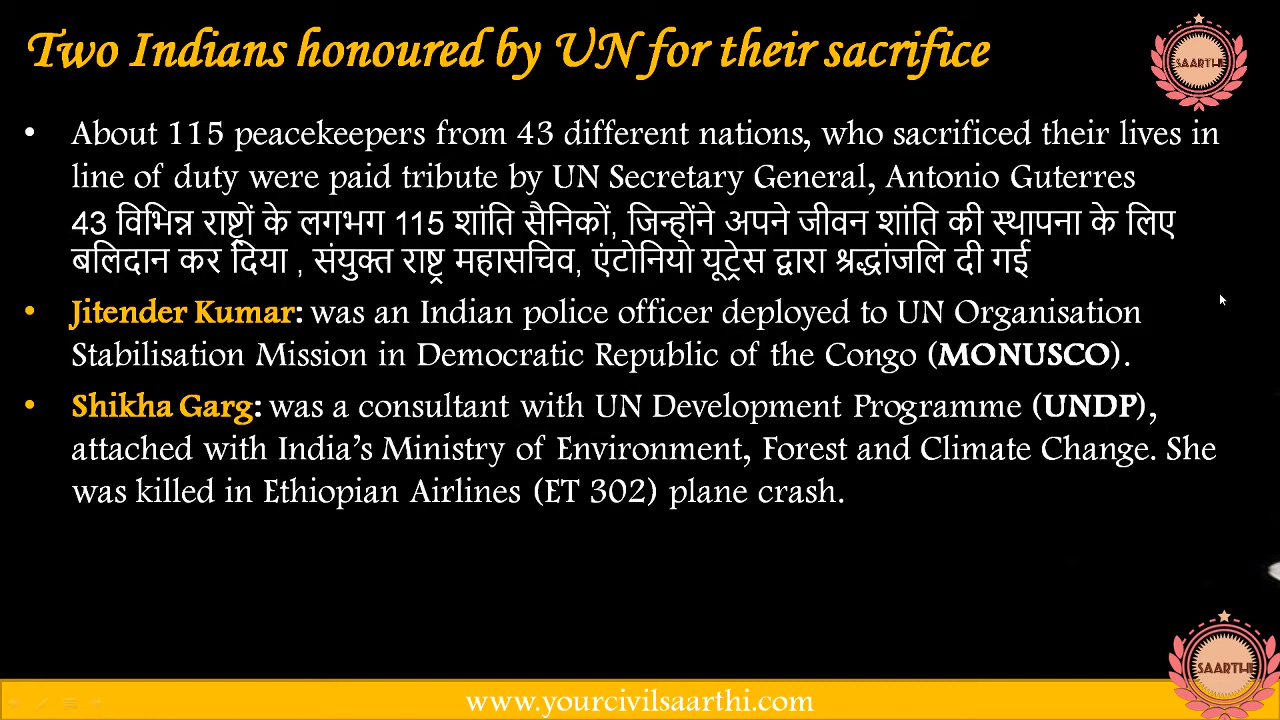 Two Indians honoured by UN for their sacrifice
SAARTHI
• About 115 peacekeepers from 43 different nations, who sacrificed their lives in
line of duty were paid tribute by UN Secretary General, Antonio Guterres
43 विभिन्न राष्ट्रों के लगभग 115 शांति सैनिकों, जिन्होंने अपने जीवन शांति की स्थापना के लिए
बलिदान कर दिया , संयुक्त राष्ट्र महासचिव, एंटोनियो यूट्रेस द्वारा श्रद्धांजलि दी गई
• Jitender Kumar: was an Indian police officer deployed to UN Organisation
Stabilisation Mission in Democratic Republic of the Congo (MONUSCO).
• Shikha Garg: was a consultant with UN Development Programme (UNDP),
attached with India’s Ministry of Environment, Forest and Climate Change. She
was killed in Ethiopian Airlines (ET 302) plane crash.
SAARTHI
www.yourcivilsaarthi.com